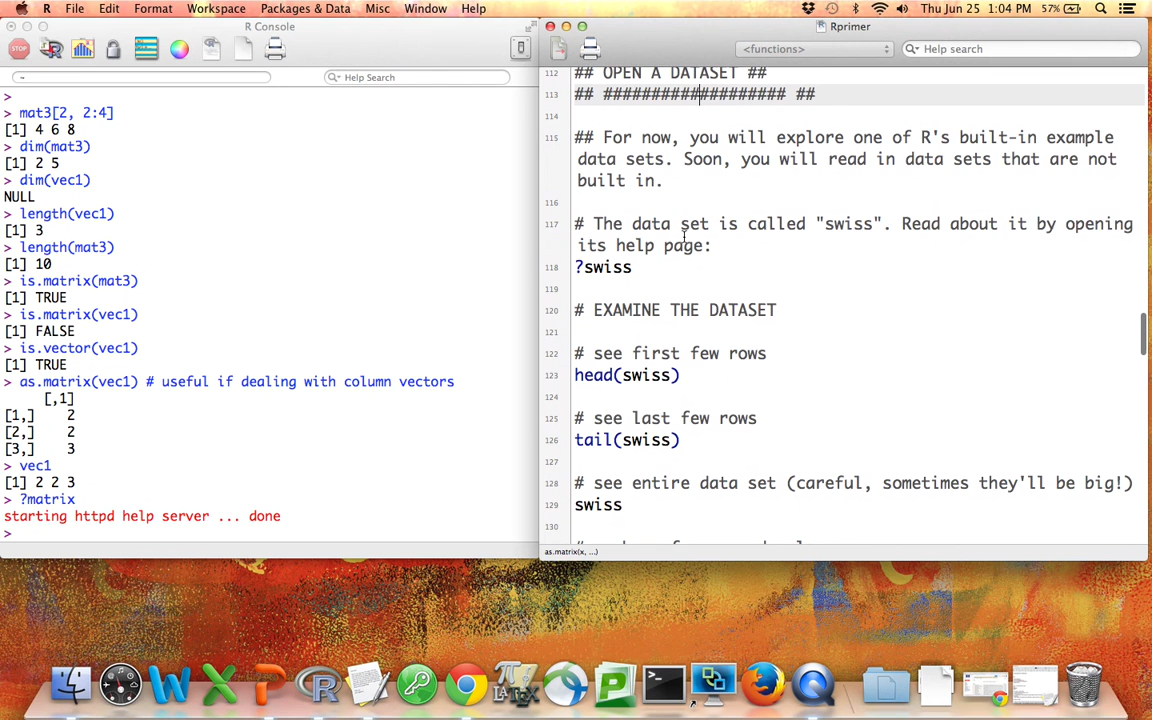 R File Edit Format Workspace Packages & Data Misc Window Help
Thu Jun 25 1:04 PM 57%
R Console
STOP
~
Help Search
>
> mat3[2, 2:4]
[1] 4 6 8
> dim(mat3)
[1] 2 5
> dim(vec1)
NULL
> length(vec1)
[1] 3
> length(mat3)
[1] 10
> is.matrix(mat3)
[1] TRUE
> is.matrix(vec1)
[1] FALSE
> is.vector(vec1)
[1] TRUE
> as.matrix(vec1) # useful if dealing with column vectors
[,1]
[1,] 2
[2,] 2
[3,] 3
> vec1
[1] 2 2 3
> ?matrix
starting httpd help server ... done
>
Rprimer
<functions>
Help search
112 ## OPEN A DATASET ##
113 ## ################### ##
114
115 ## For now, you will explore one of R's built-in example
data sets. Soon, you will read in data sets that are not
built in.
116
117 # The data set is called "swiss". Read about it by opening
its help page:
118 ?swiss
119
120 # EXAMINE THE DATASET
121
122 # see first few rows
123 head(swiss)
124
125 # see last few rows
126 tail(swiss)
127
128 # see entire data set (careful, sometimes they'll be big!)
129 swiss
130
as.matrix(x, ...)